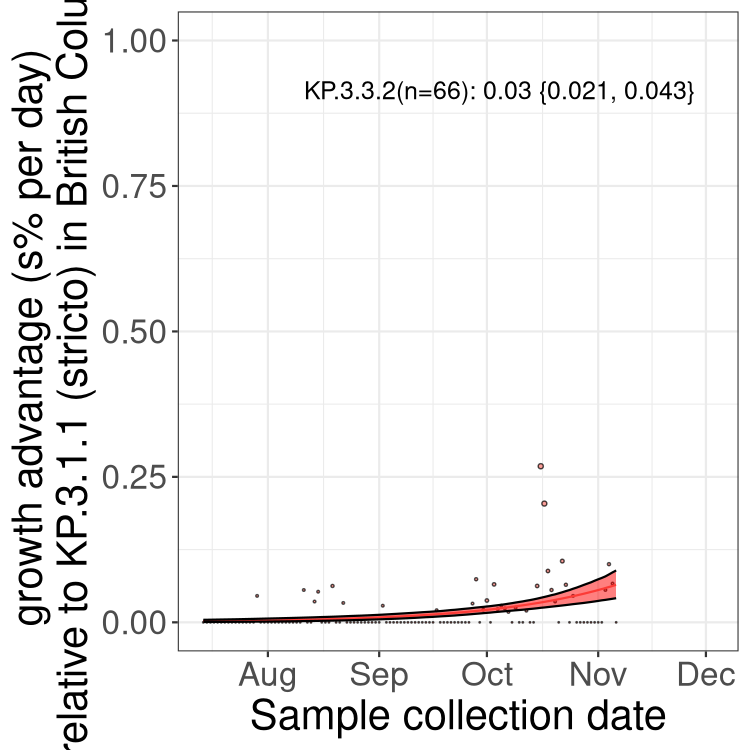 growth advantage (s% per day)
relative to KP.3.1.1 (stricto) in British Colu
1.00
0.75
0.50
0.25
0.00
KP.3.3.2(n=66): 0.03 {0.021, 0.043}
Aug Sep Oct Nov Dec
Sample collection date